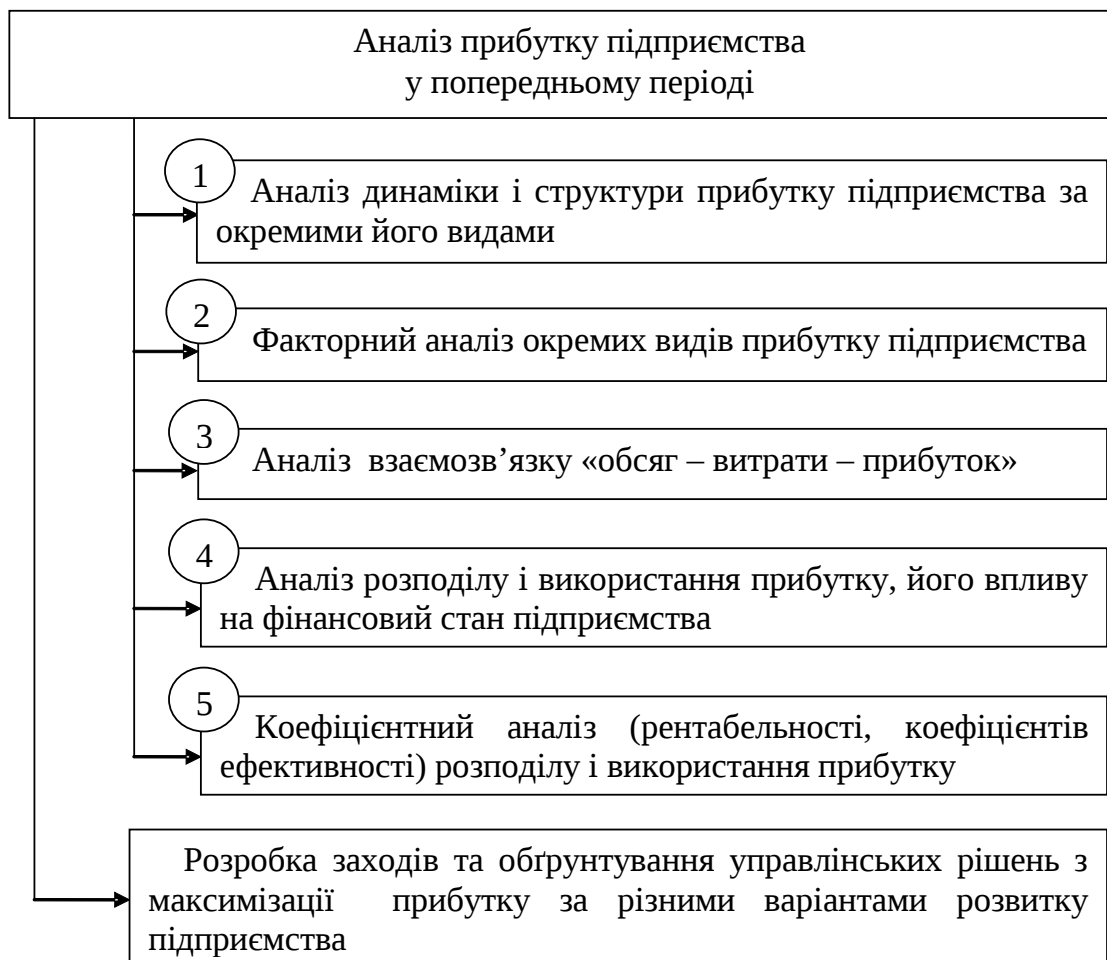 Аналіз прибутку підприємства
у попередньому періоді
1
Аналіз динаміки і структури прибутку підприємства за
окремими його видами
2
Факторний аналіз окремих видів прибутку підприємства
3
Аналіз взаємозв’язку «обсяг – витрати – прибуток»
4
Аналіз розподілу і використання прибутку, його впливу
на фінансовий стан підприємства
5
Коефіцієнтний аналіз (рентабельності, коефіцієнтів
ефективності) розподілу і використання прибутку
Розробка заходів та обґрунтування управлінських рішень з
максимізації прибутку за різними варіантами розвитку
підприємства